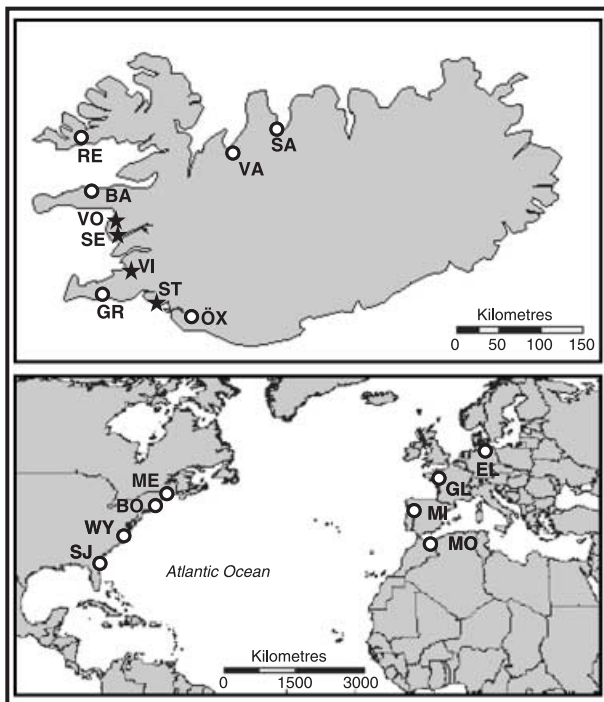 RE
SA
VA
BA
VO
SE
VI
ST
GR
ÖX
Kilometres
0 50 100 150
ME
BO
WY
SJ
EL
GL
MI
MO
Atlantic Ocean
Kilometres
0 1500 3000